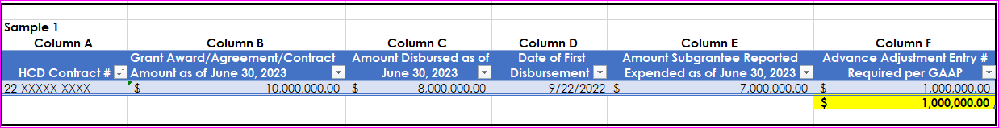 Sample 1
Column A Column B Column C Column D Column E Column F
Grant Award/Agreement/Contract Amount Disbursed as of Date of First Amount Subgrantee Reported Advance Adjustment Entry #
HCD Contract # Amount as of June 30, 2023 June 30, 2023 Disbursement Expended as of June 30, 2023 Required per GAAP
22-XXXXX-XXXX $ 10,000,000.00 $ 8,000,000.00 9/22/2022 $ 7,000,000.00 $ 1,000,000.00
$ 1,000,000.00